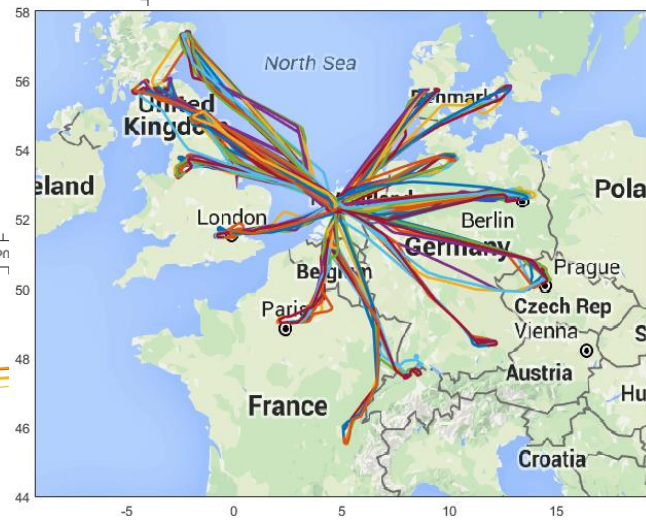 58
56
54
52
50
48
46
44
-5
0
5
10
15
North Sea
Denmark
United
Kingdom
eland
London
Berlin
Pola
Germany
Belgium
Prague
Paris
Czech Rep
Vienna
S
Austria
Hu
France
Croatia